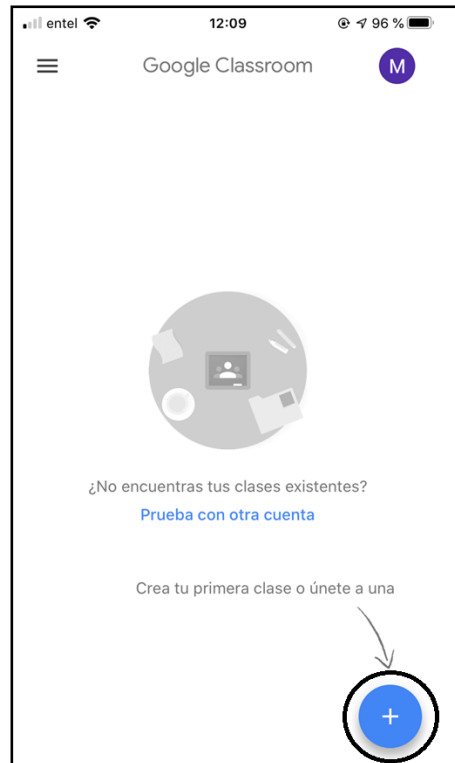 entel 12:09 96 %
Google Classroom M
¿No encuentras tus clases existentes?
Prueba con otra cuenta
Crea tu primera clase o únete a una
+